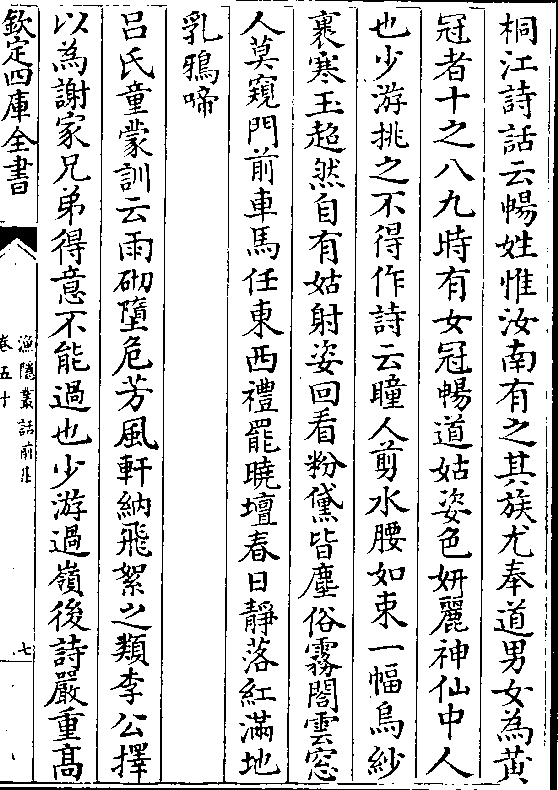 桐江詩話云暢姓惟汝南有之其族尤奉道男女為黄
冠者十之八九時有女冠暢道姑姿色妍麗神仙中人
也少游挑之不得作詩云瞳人剪水腰如束一幅烏紗
裹寒玉超然自有姑射姿回看粉黛皆塵俗霧閤雲窓
人莫窺門前車馬任東西禮罷曉壇春日静落紅滿地
乳鴉啼
吕氏童蒙訓云雨砌墮危芳風軒納飛絮之類李公擇
以為謝家兄弟得意不能過也少游過嶺後詩嚴重髙
欽定四庫全書
漁隱叢話前集
卷五十
七